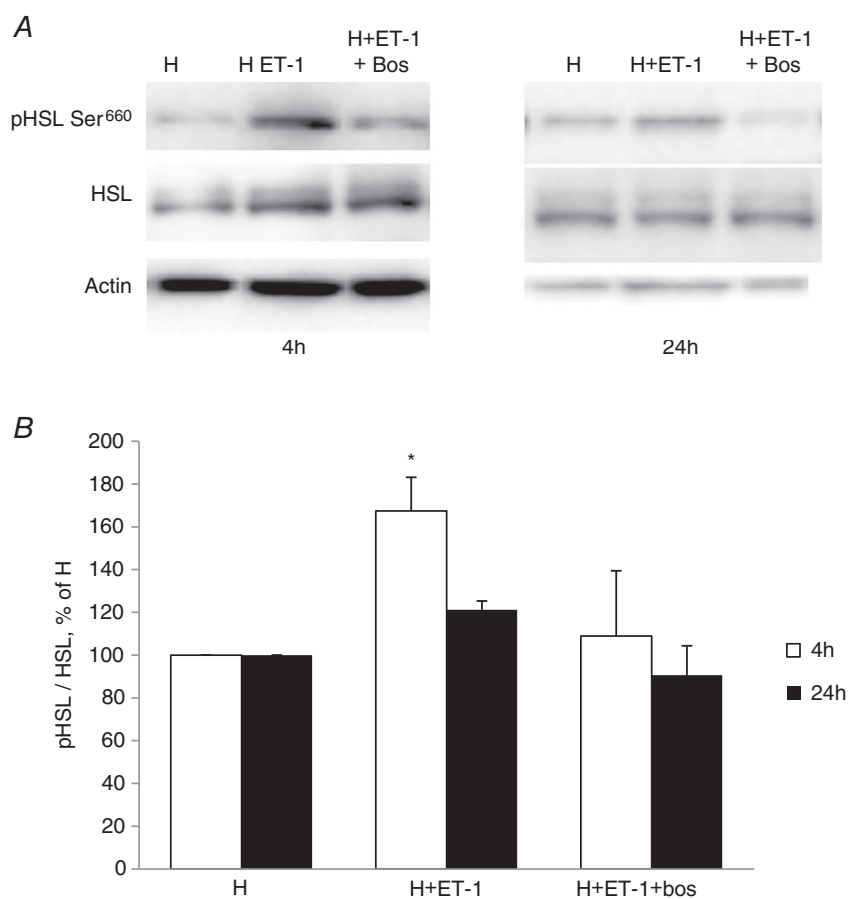 A
H
H ET-1
H+ET-1
+ Bos
H
H+ET-1
H+ET-1
+ Bos
pHSL Ser660
HSL
Actin
4h
24h
B
pHSL / HSL, % of H
200
180
160
140
120
100
80
60
40
20
0
*
4h
24h
H
H+ET-1
H+ET-1+bos